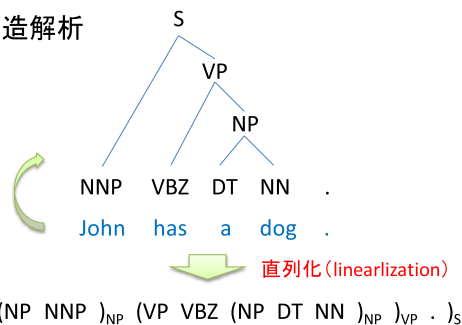 造解析
S
VP
NP
NNP VBZ DT NN .
John has a dog .
直列化（linearlization）
(NP NNP )NP (VP VBZ (NP DT NN )NP )VP . )S